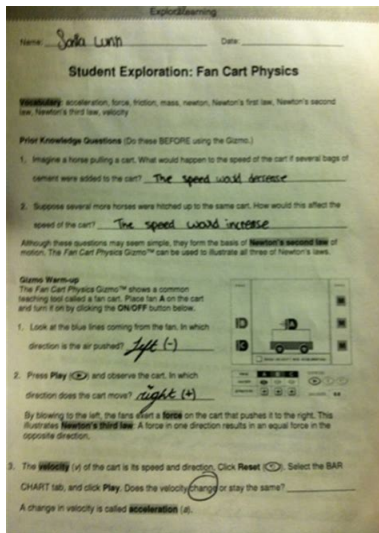 ExploreLearning
Name: Sonia Lunn Date:
Student Exploration: Fan Cart Physics
Vocabulary: acceleration, force, friction, mass, newton, Newton's first law, Newton's second
law, Newton's third law, velocity
Prior Knowledge Questions (Do these BEFORE using the Gizmo.)
1. Imagine a horse pulling a cart. What would happen to the speed of the cart if several bags of
cement were added to the cart? The speed would decrease
2. Suppose several more horses were hitched up to the same cart. How would this affect the
speed of the cart? The speed would increase
Although these questions may seem simple, they form the basis of Newton's second law of
motion. The Fan Cart Physics Gizmo™ can be used to illustrate all three of Newton's laws.
Gizmo Warm-up
The Fan Cart Physics Gizmo™ shows a common
teaching tool called a fan cart. Place fan A on the cart
and turn it on by clicking the ON/OFF button below.
1. Look at the blue lines coming from the fan. In which
direction is the air pushed? left (-)
2. Press Play and observe the cart. In which
direction does the cart move? right (+)
By blowing to the left, the fans exert a force on the cart that pushes it to the right. This
illustrates Newton's third law: A force in one direction results in an equal force in the
opposite direction.
3. The velocity (v) of the cart is its speed and direction. Click Reset. Select the BAR
CHART tab, and click Play. Does the velocity change or stay the same?
A change in velocity is called acceleration (a).
A
A B C